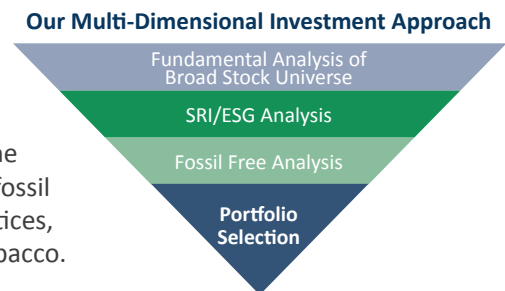 Our Multi-Dimensional Investment Approach
Fundamental Analysis of
Broad Stock Universe
SRI/ESG Analysis
Fossil Free Analysis
Portfolio
Selection
fossil